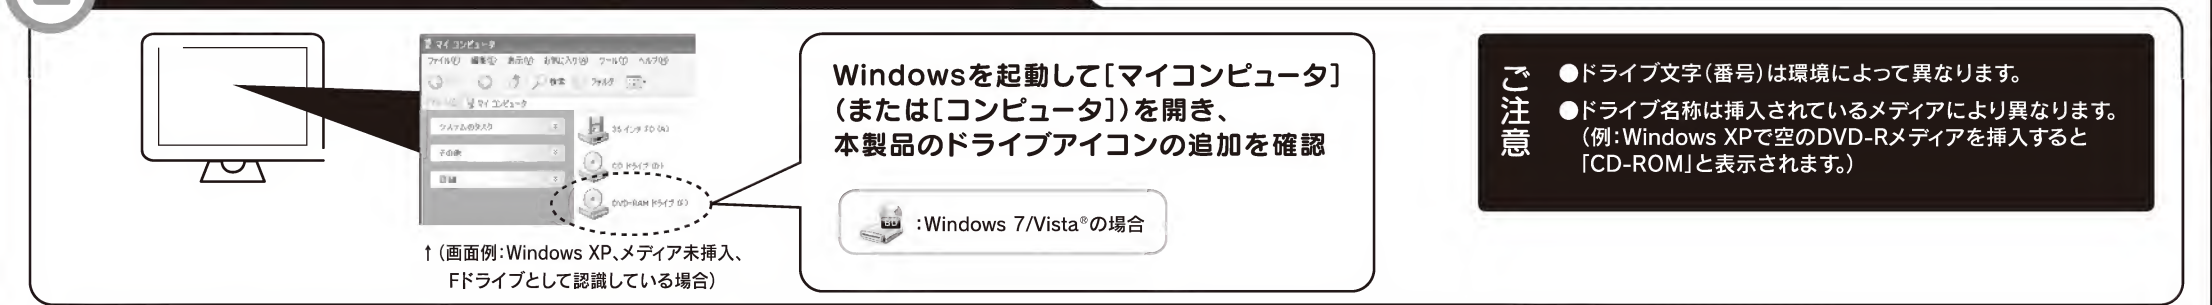 マイ コンピュータ
ファイル(F) 編集(E) 表示(V) お気に入り(A) ツール(T) ヘルプ(H)
検索 フォルダ
マイ コンピュータ
システムのタスク
その他
詳細
3.5 インチ FD (A:)
CD ドライブ (D:)
DVD-RAM ドライブ
↑(画面例:Windows XP、メディア未挿入、
Fドライブとして認識している場合)
Windowsを起動して[マイコンピュータ]
(または[コンピュータ])を開き、
本製品のドライブアイコンの追加を確認
BD
:Windows 7/Vista®の場合
ご注意
●ドライブ文字(番号)は環境によって異なります。
●ドライブ名称は挿入されているメディアにより異なります。
(例:Windows XPで空のDVD-Rメディアを挿入すると
「CD-ROM」と表示されます。)